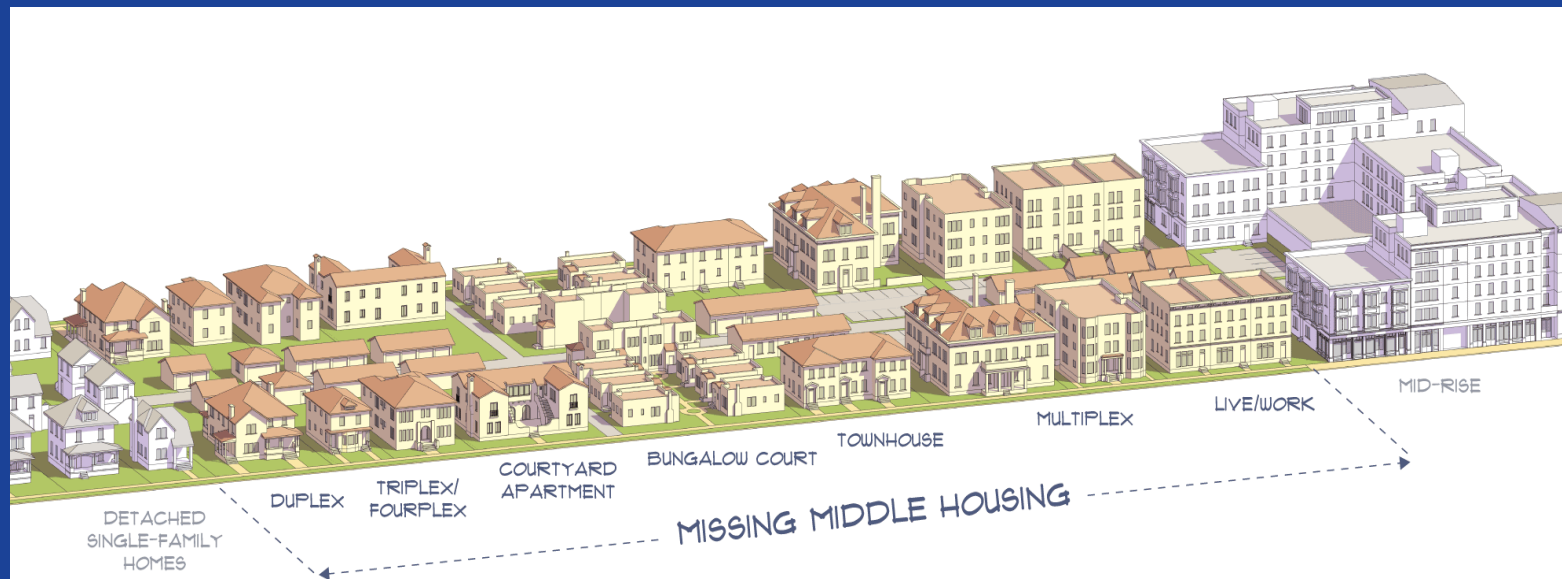 DETACHED
SINGLE-FAMILY
HOMES
DUPLEX
TRIPLEX/
FOURPLEX
COURTYARD
APARTMENT
BUNGALOW COURT
TOWNHOUSE
MULTIPLEX
LIVE/WORK
MID-RISE
MISSING MIDDLE HOUSING